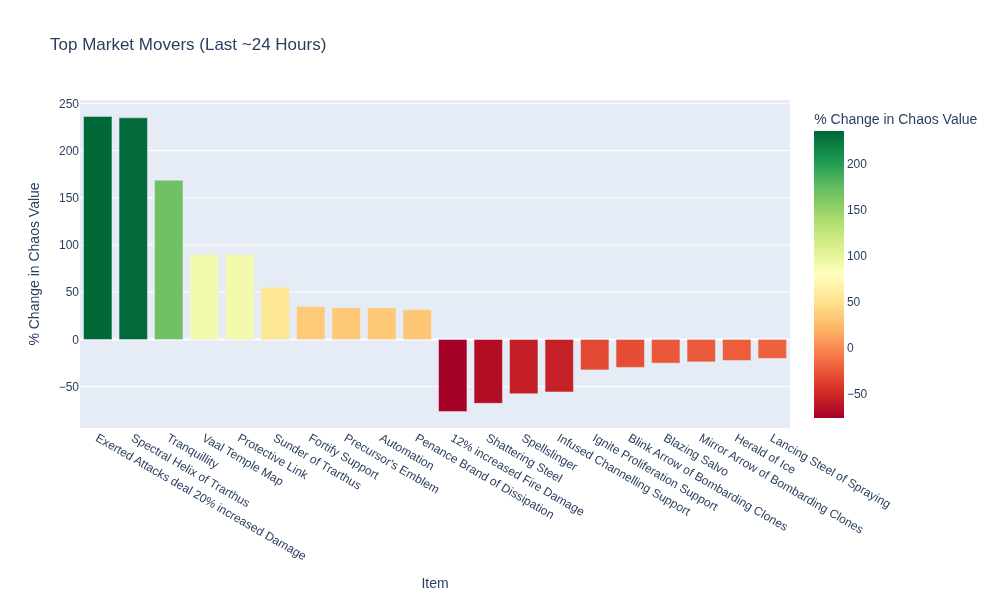 Top Market Movers (Last ~24 Hours)
% Change in Chaos Value
250
200
150
100
50
0
−50
Exerted Attacks deal 20% increased Damage
Spectral Helix of Trarthus
Tranquillity
Vaal Temple Map
Protective Link
Sunder of Trarthus
Fortify Support
Precursor's Emblem
Automation
Penance Brand of Dissipation
12% increased Fire Damage
Shattering Steel
Spellslinger
Infused Channelling Support
Ignite Proliferation Support
Blink Arrow of Bombarding Clones
Blazing Salvo
Mirror Arrow of Bombarding Clones
Herald of Ice
Lancing Steel of Spraying
Item
% Change in Chaos Value
200
150
100
50
0
−50